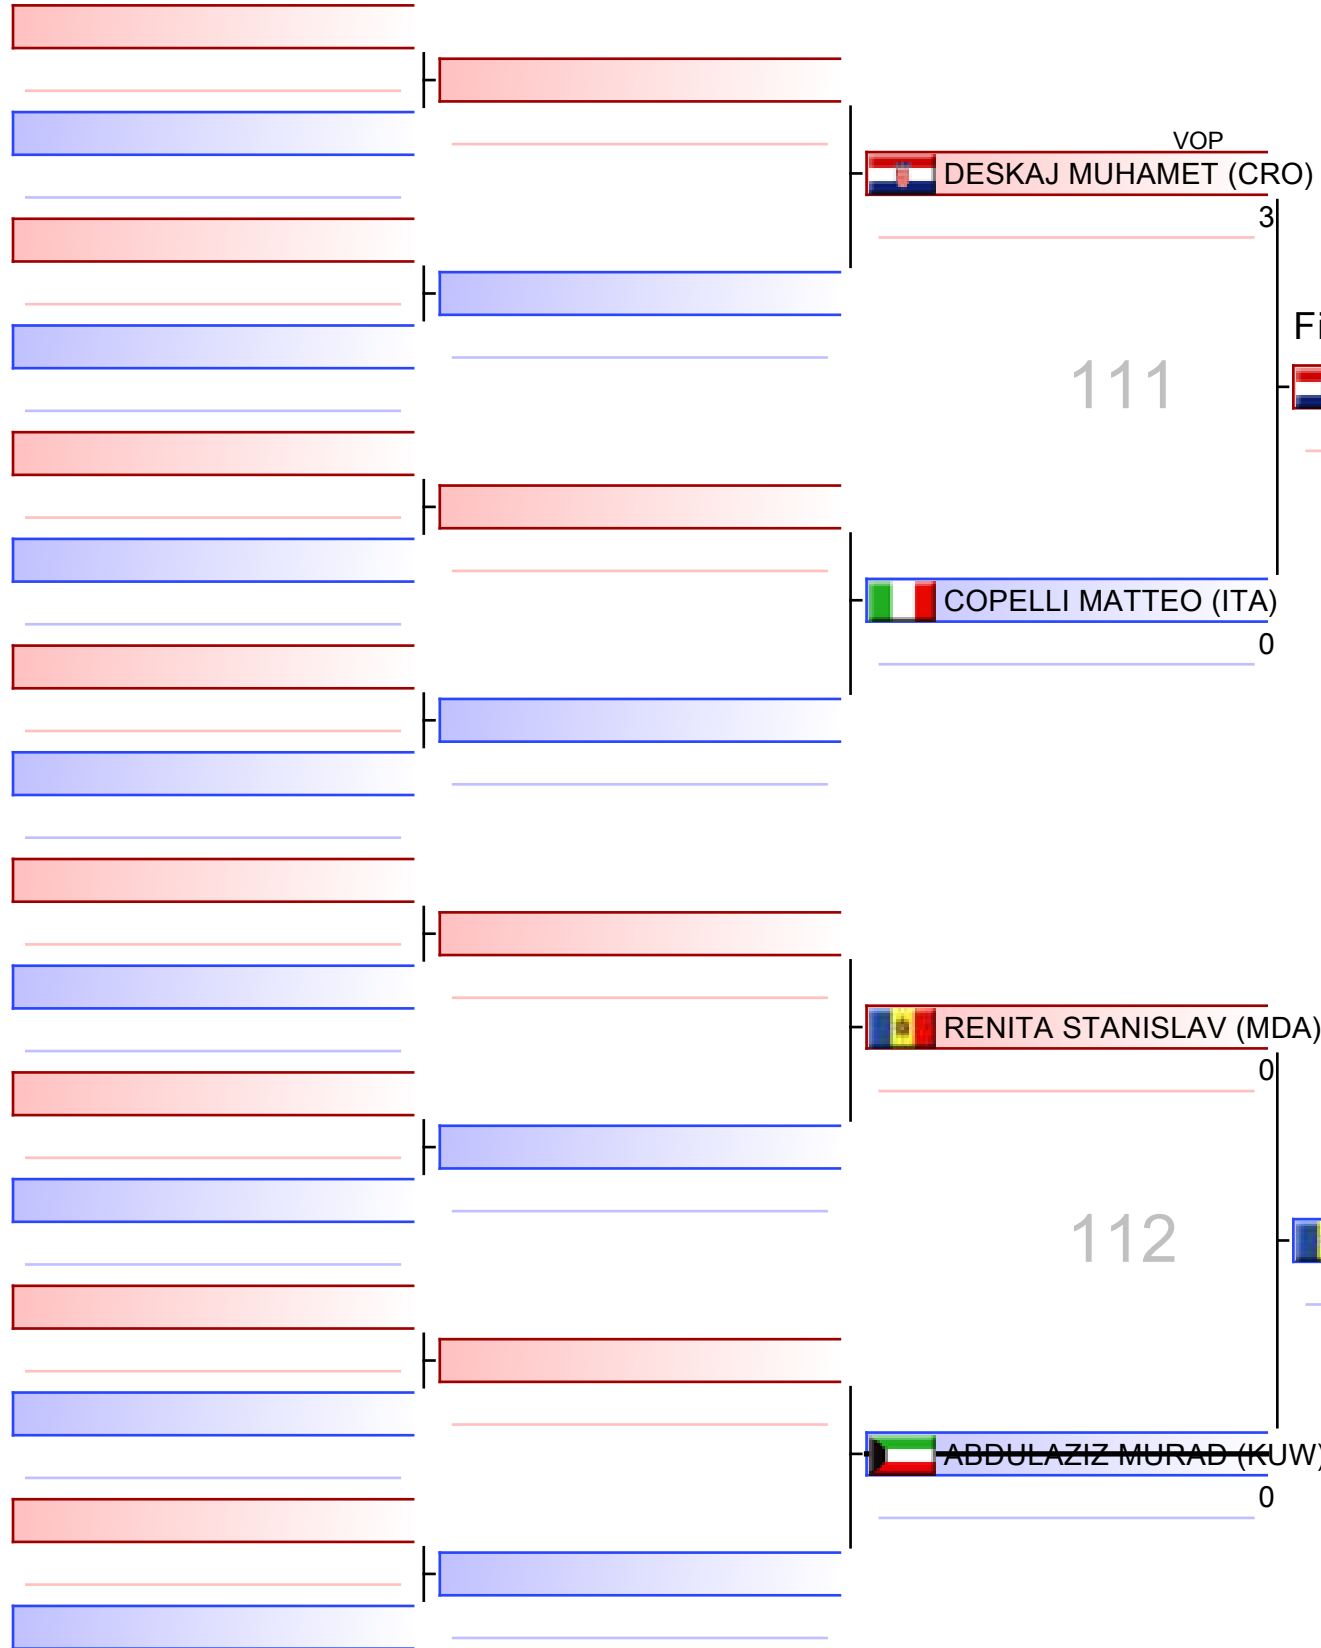 VOP
DESKAJ MUHAMET (CRO)
3
Fi
111
COPELLI MATTEO (ITA)
0
RENITA STANISLAV (MDA)
0
112
ABDULAZIZ MURAD (KUW)
0